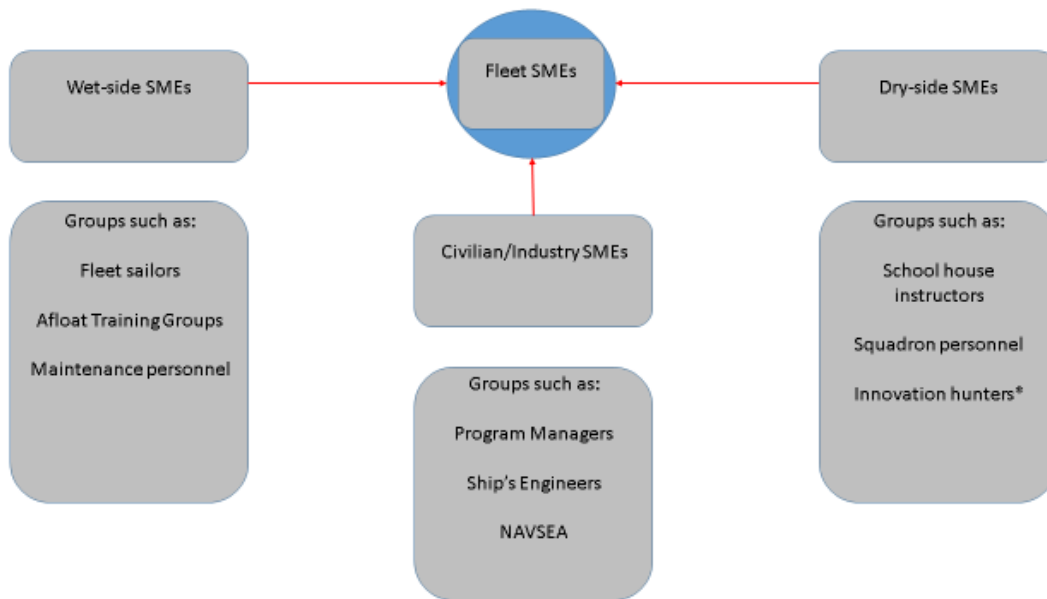 Wet-side SMEs
Fleet SMEs
Dry-side SMEs
Groups such as:
Fleet sailors
Afloat Training Groups
Maintenance personnel
Civilian/Industry SMEs
Groups such as:
Program Managers
Ship's Engineers
NAVSEA
Groups such as:
School house
instructors
Squadron personnel
Innovation hunters*